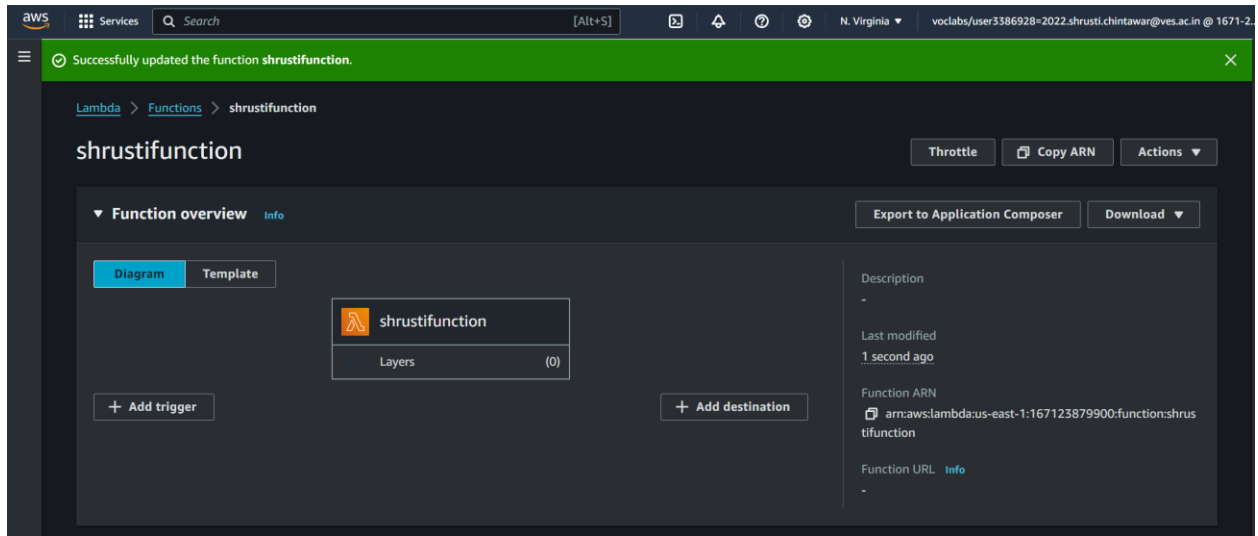 aws Services Search [Alt+S] N. Virginia ▼ voclabs/user3386928=2022.shrusti.chintawar@ves.ac.in @ 1671-2...
Successfully updated the function shrustifunction.
Lambda > Functions > shrustifunction
shrustifunction
Throttle Copy ARN Actions ▼
▼ Function overview Info
Export to Application Composer Download ▼
Diagram Template
shrustifunction
Layers (0)
+ Add trigger
+ Add destination
Description
-
Last modified
1 second ago
Function ARN
arn:aws:lambda:us-east-1:167123879900:function:shrus
tifunction
Function URL Info
-